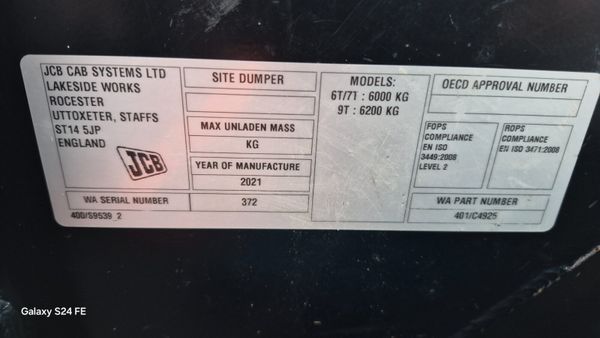 JCB CAB SYSTEMS LTD
LAKESIDE WORKS
ROCESTER
UTTOXETER, STAFFS
ST14 5JP
ENGLAND
JCB
WA SERIAL NUMBER
400/S9539_2
SITE DUMPER
MAX UNLADEN MASS
KG
YEAR OF MANUFACTURE
2021
372
MODELS:
6T/7T : 6000 KG
9T : 6200 KG
OECD APPROVAL NUMBER
FOPS
COMPLIANCE
EN ISO
3449:2008
LEVEL 2
ROPS
COMPLIANCE
EN ISO 3471:2008
WA PART NUMBER
401/C4925
Galaxy S24 FE